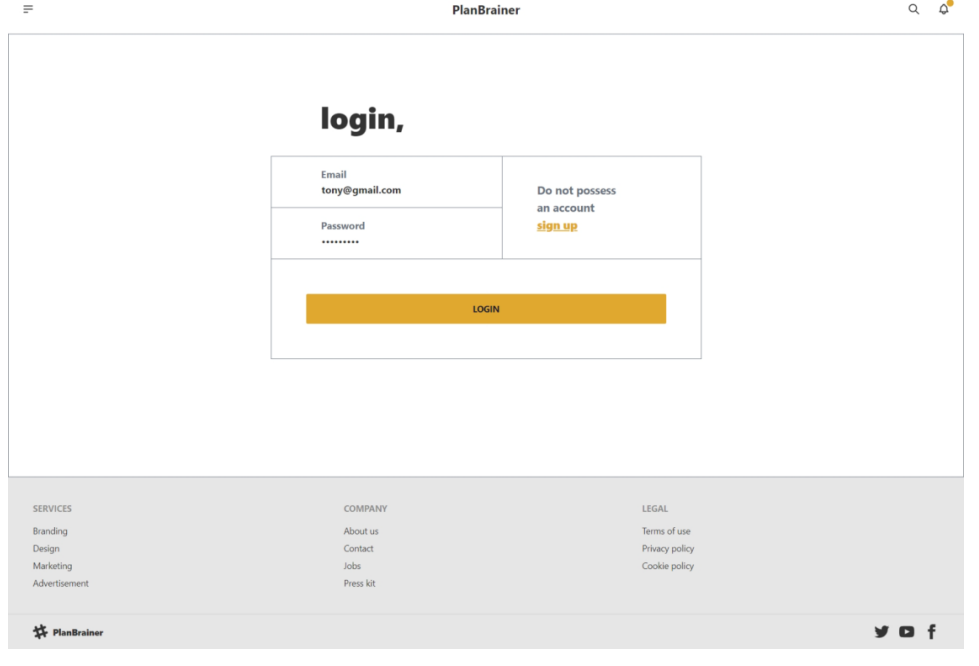 PlanBrainer
login,
Email
tony@gmail.com
Password
•••••••••
Do not possess
an account
sign up
LOGIN
SERVICES
Branding
Design
Marketing
Advertisement
COMPANY
About us
Contact
Jobs
Press kit
LEGAL
Terms of use
Privacy policy
Cookie policy
PlanBrainer